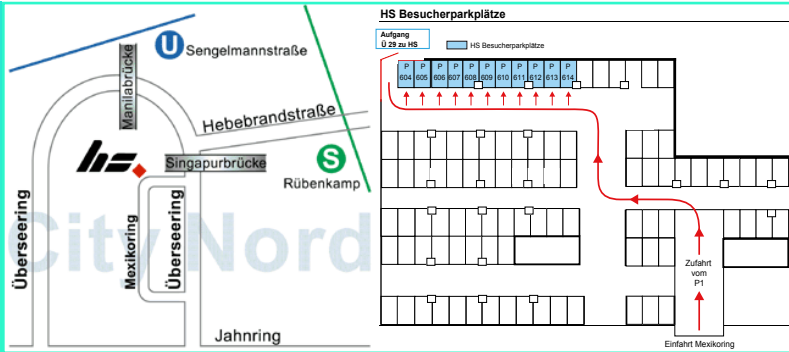 U
Sengelmannstraße
Manilabrücke
Hebebrandstraße
hs
Singapurbrücke
S
Rübenkamp
Überseering
Mexikoring
Überseering
City Nord
Jahnring
HS Besucherparkplätze
Aufgang
Ü 29 zu HS
HS Besucherparkplätze
P P P P P P P P P P P
604 605 606 607 608 609 610 611 612 613 614
Zufahrt
vom
P1
Einfahrt Mexikoring